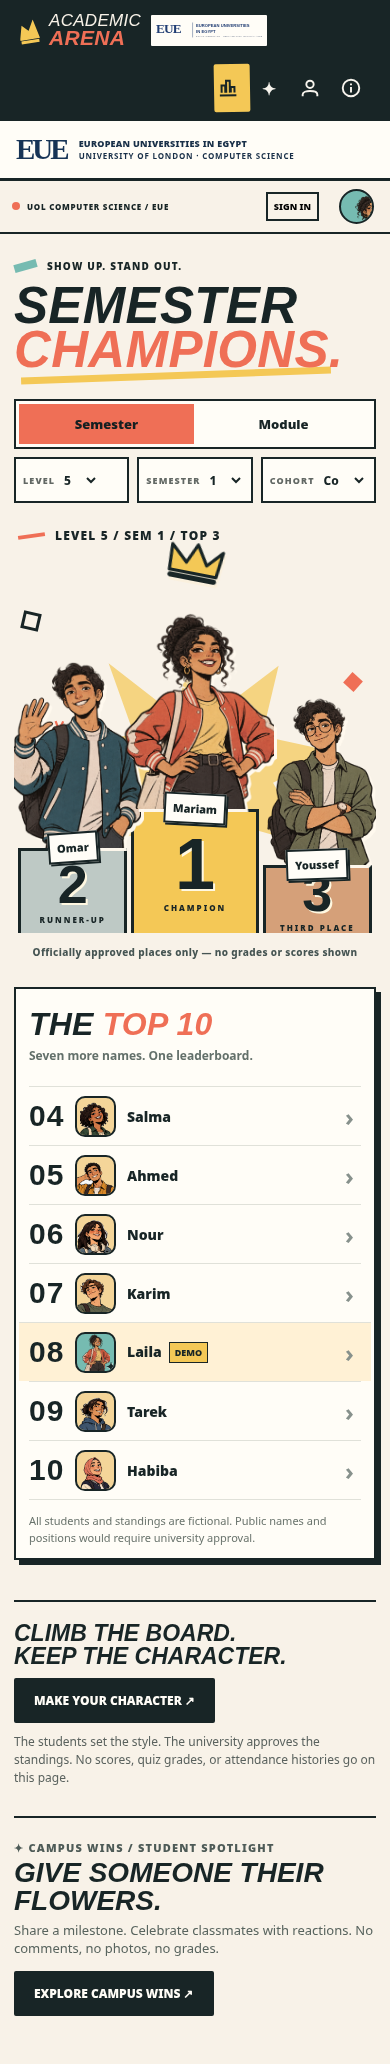 ACADEMIC
ARENA
EUE
EUROPEAN UNIVERSITIES
IN EGYPT
EUE
EUROPEAN UNIVERSITIES IN EGYPT
UNIVERSITY OF LONDON · COMPUTER SCIENCE
UOL COMPUTER SCIENCE / EUE
SIGN IN
SHOW UP. STAND OUT.
SEMESTER
CHAMPIONS.
Semester
Module
LEVEL 5
SEMESTER 1
COHORT Co
LEVEL 5 / SEM 1 / TOP 3
Omar
2
RUNNER-UP
Mariam
1
CHAMPION
Youssef
3
THIRD PLACE
Officially approved places only — no grades or scores shown
THE TOP 10
Seven more names. One leaderboard.
04 Salma ›
05 Ahmed ›
06 Nour ›
07 Karim ›
08 Laila DEMO ›
09 Tarek ›
10 Habiba ›
All students and standings are fictional. Public names and
positions would require university approval.
CLIMB THE BOARD.
KEEP THE CHARACTER.
MAKE YOUR CHARACTER ↗
The students set the style. The university approves the
standings. No scores, quiz grades, or attendance histories go on
this page.
✦ CAMPUS WINS / STUDENT SPOTLIGHT
GIVE SOMEONE THEIR
FLOWERS.
Share a milestone. Celebrate classmates with reactions. No
comments, no photos, no grades.
EXPLORE CAMPUS WINS ↗